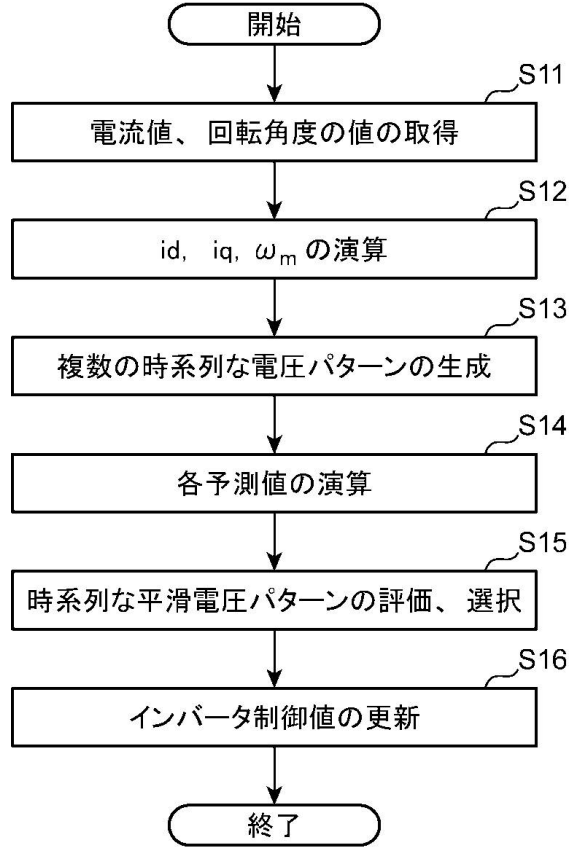 開始
S11
電流値、回転角度の値の取得
S12
id, iq, ωm の演算
S13
複数の時系列な電圧パターンの生成
S14
各予測値の演算
S15
時系列な平滑電圧パターンの評価、選択
S16
インバータ制御値の更新
終了